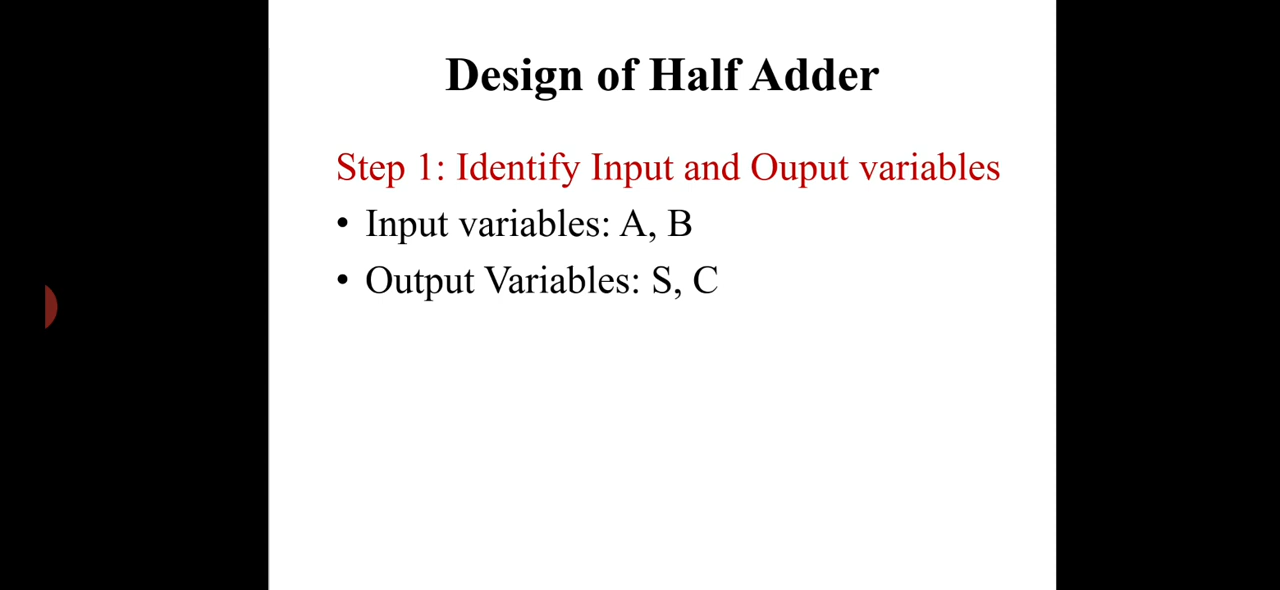 Design of Half Adder
Step 1: Identify Input and Ouput variables
• Input variables: A, B
• Output Variables: S, C